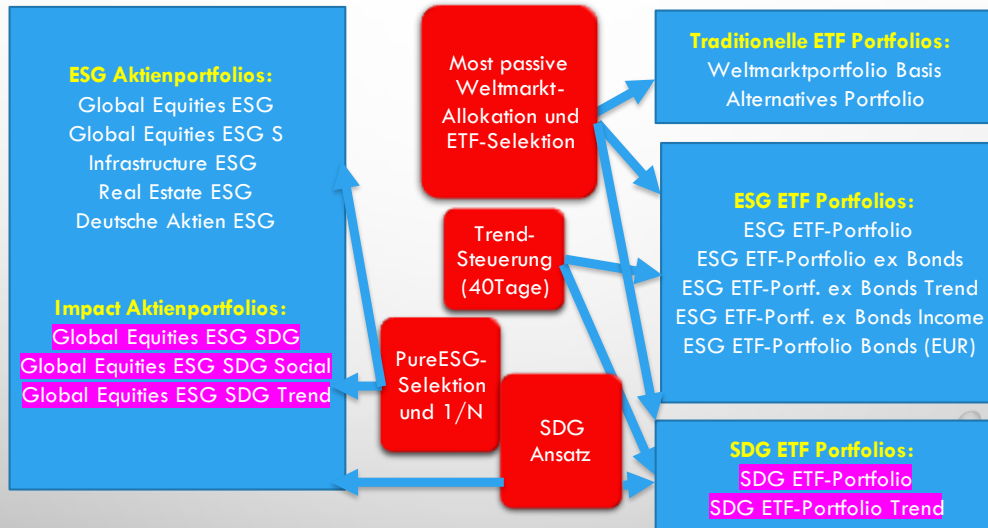 ESG Aktienportfolios:
Global Equities ESG
Global Equities ESG S
Infrastructure ESG
Real Estate ESG
Deutsche Aktien ESG
Impact Aktienportfolios:
Global Equities ESG SDG
Global Equities ESG SDG Social
Global Equities ESG SDG Trend
Most passive
Weltmarkt-
Allokation und
ETF-Selektion
Trend-
Steuerung
(40Tage)
PureESG-
Selektion
und 1/N
SDG
Ansatz
Traditionelle ETF Portfolios:
Weltmarktportfolio Basis
Alternatives Portfolio
ESG ETF Portfolios:
ESG ETF-Portfolio
ESG ETF-Portfolio ex Bonds
ESG ETF-Portf. ex Bonds Trend
ESG ETF-Portf. ex Bonds Income
ESG ETF-Portfolio Bonds (EUR)
SDG ETF Portfolios:
SDG ETF-Portfolio
SDG ETF-Portfolio Trend